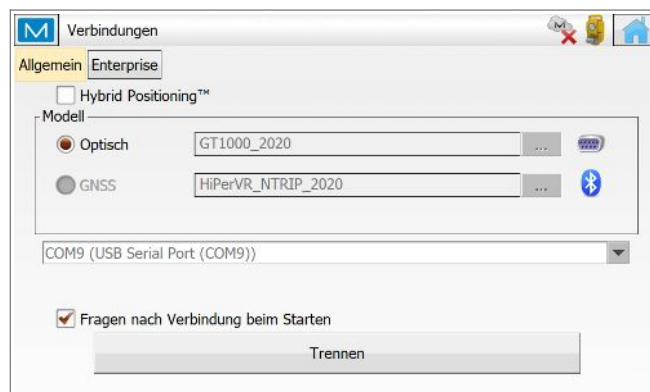 Verbindungen
Allgemein Enterprise
Hybrid Positioning™
Modell
Optisch GT1000_2020 ...
GNSS HiPerVR_NTRIP_2020 ...
COM9 (USB Serial Port (COM9))
Fragen nach Verbindung beim Starten
Trennen